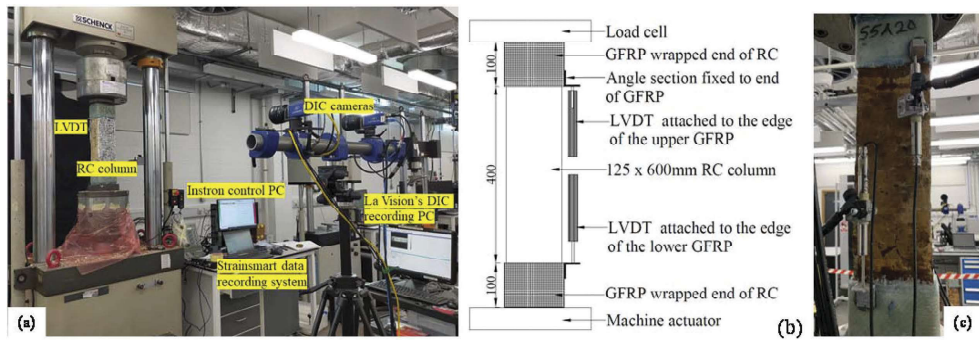 SCHENCK
DIC cameras
LVDT
RC column
Instron control PC
La Vision's DIC
recording PC
Strainsmart data
recording system
(a)
Load cell
GFRP wrapped end of RC
Angle section fixed to end
of GFRP
LVDT attached to the edge
of the upper GFRP
125 x 600mm RC column
LVDT attached to the edge
of the lower GFRP
GFRP wrapped end of RC
Machine actuator
100
400
100
(b)
(c)